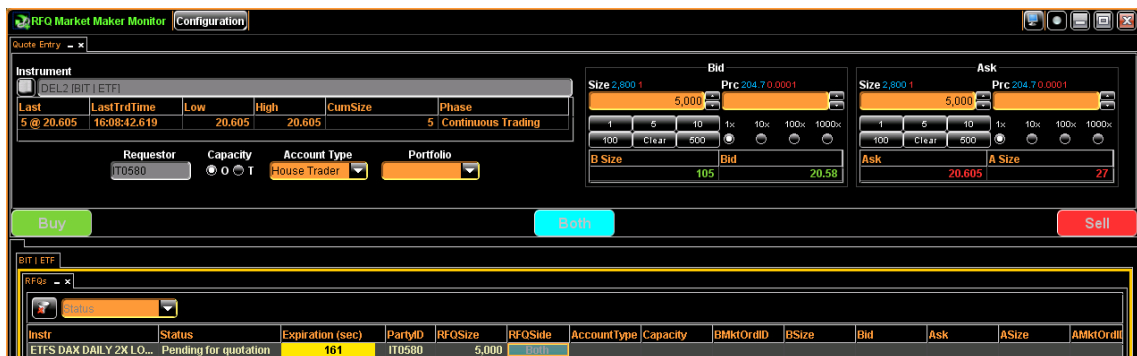 RFQ Market Maker Monitor Configuration
Quote Entry
Instrument
DEL2 [BIT | ETF]
Last LastTrdTime Low High CumSize Phase
5 @ 20.605 16:08:42.619 20.605 20.605 5 Continuous Trading
Requestor Capacity Account Type Portfolio
IT0580 O T House Trader
Bid
Size 2,800 1 Prc 204.7 0.0001
5,000
1 5 10 1x 10x 100x 1000x
100 Clear 500
B Size Bid
105 20.58
Ask
Size 2,800 1 Prc 204.7 0.0001
5,000
1 5 10 1x 10x 100x 1000x
100 Clear 500
Ask A Size
20.605 27
Buy Both Sell
BIT | ETF
RFQs
Status
Instr Status Expiration (sec) PartyID RFQSize RFQSide AccountType Capacity BMktOrdID BSize Bid Ask ASize AMktOrdID
ETFS DAX DAILY 2X LO... Pending for quotation 161 IT0580 5,000 Both